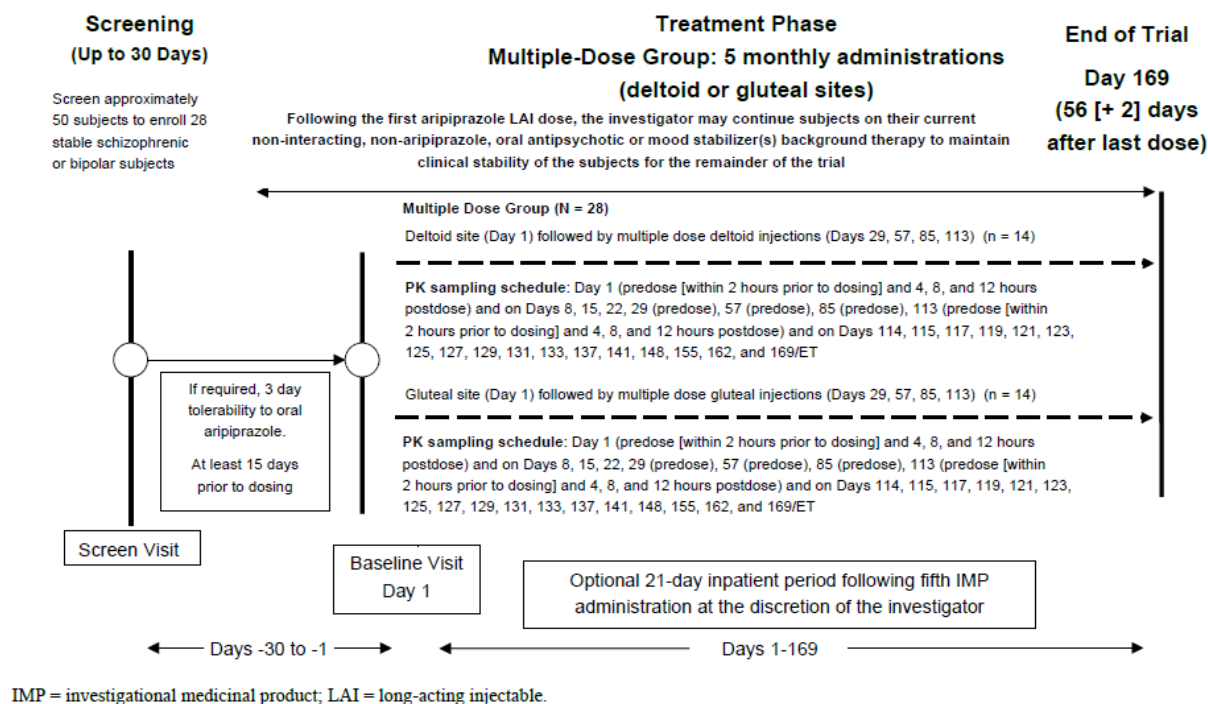 Screening
(Up to 30 Days)
Screen approximately
50 subjects to enroll 28
stable schizophrenic
or bipolar subjects
Treatment Phase
Multiple-Dose Group: 5 monthly administrations
(deltoid or gluteal sites)
Following the first aripiprazole LAI dose, the investigator may continue subjects on their current
non-interacting, non-aripiprazole, oral antipsychotic or mood stabilizer(s) background therapy to maintain
clinical stability of the subjects for the remainder of the trial
End of Trial
Day 169
(56 [+ 2] days
after last dose)
Multiple Dose Group (N = 28)
Deltoid site (Day 1) followed by multiple dose deltoid injections (Days 29, 57, 85, 113) (n = 14)
PK sampling schedule: Day 1 (predose [within 2 hours prior to dosing] and 4, 8, and 12 hours
postdose) and on Days 8, 15, 22, 29 (predose), 57 (predose), 85 (predose), 113 (predose [within
2 hours prior to dosing] and 4, 8, and 12 hours postdose) and on Days 114, 115, 117, 119, 121, 123,
125, 127, 129, 131, 133, 137, 141, 148, 155, 162, and 169/ET
If required, 3 day
tolerability to oral
aripiprazole.
At least 15 days
prior to dosing
Gluteal site (Day 1) followed by multiple dose gluteal injections (Days 29, 57, 85, 113) (n = 14)
PK sampling schedule: Day 1 (predose [within 2 hours prior to dosing] and 4, 8, and 12 hours
postdose) and on Days 8, 15, 22, 29 (predose), 57 (predose), 85 (predose), 113 (predose [within
2 hours prior to dosing] and 4, 8, and 12 hours postdose) and on Days 114, 115, 117, 119, 121, 123,
125, 127, 129, 131, 133, 137, 141, 148, 155, 162, and 169/ET
Screen Visit
Baseline Visit
Day 1
Optional 21-day inpatient period following fifth IMP
administration at the discretion of the investigator
Days -30 to -1
Days 1-169
IMP = investigational medicinal product; LAI = long-acting injectable.